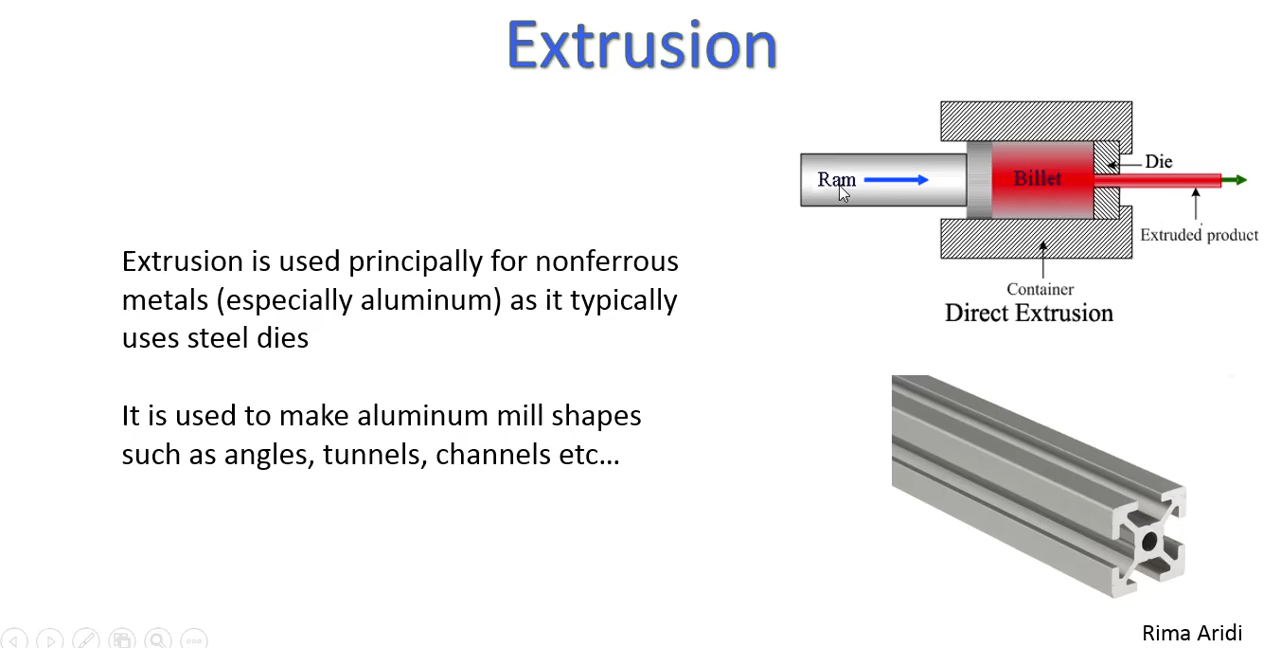 Extrusion
Ram
Billet
Die
Extruded product
Container
Direct Extrusion
Extrusion is used principally for nonferrous
metals (especially aluminum) as it typically
uses steel dies
It is used to make aluminum mill shapes
such as angles, tunnels, channels etc…
Rima Aridi